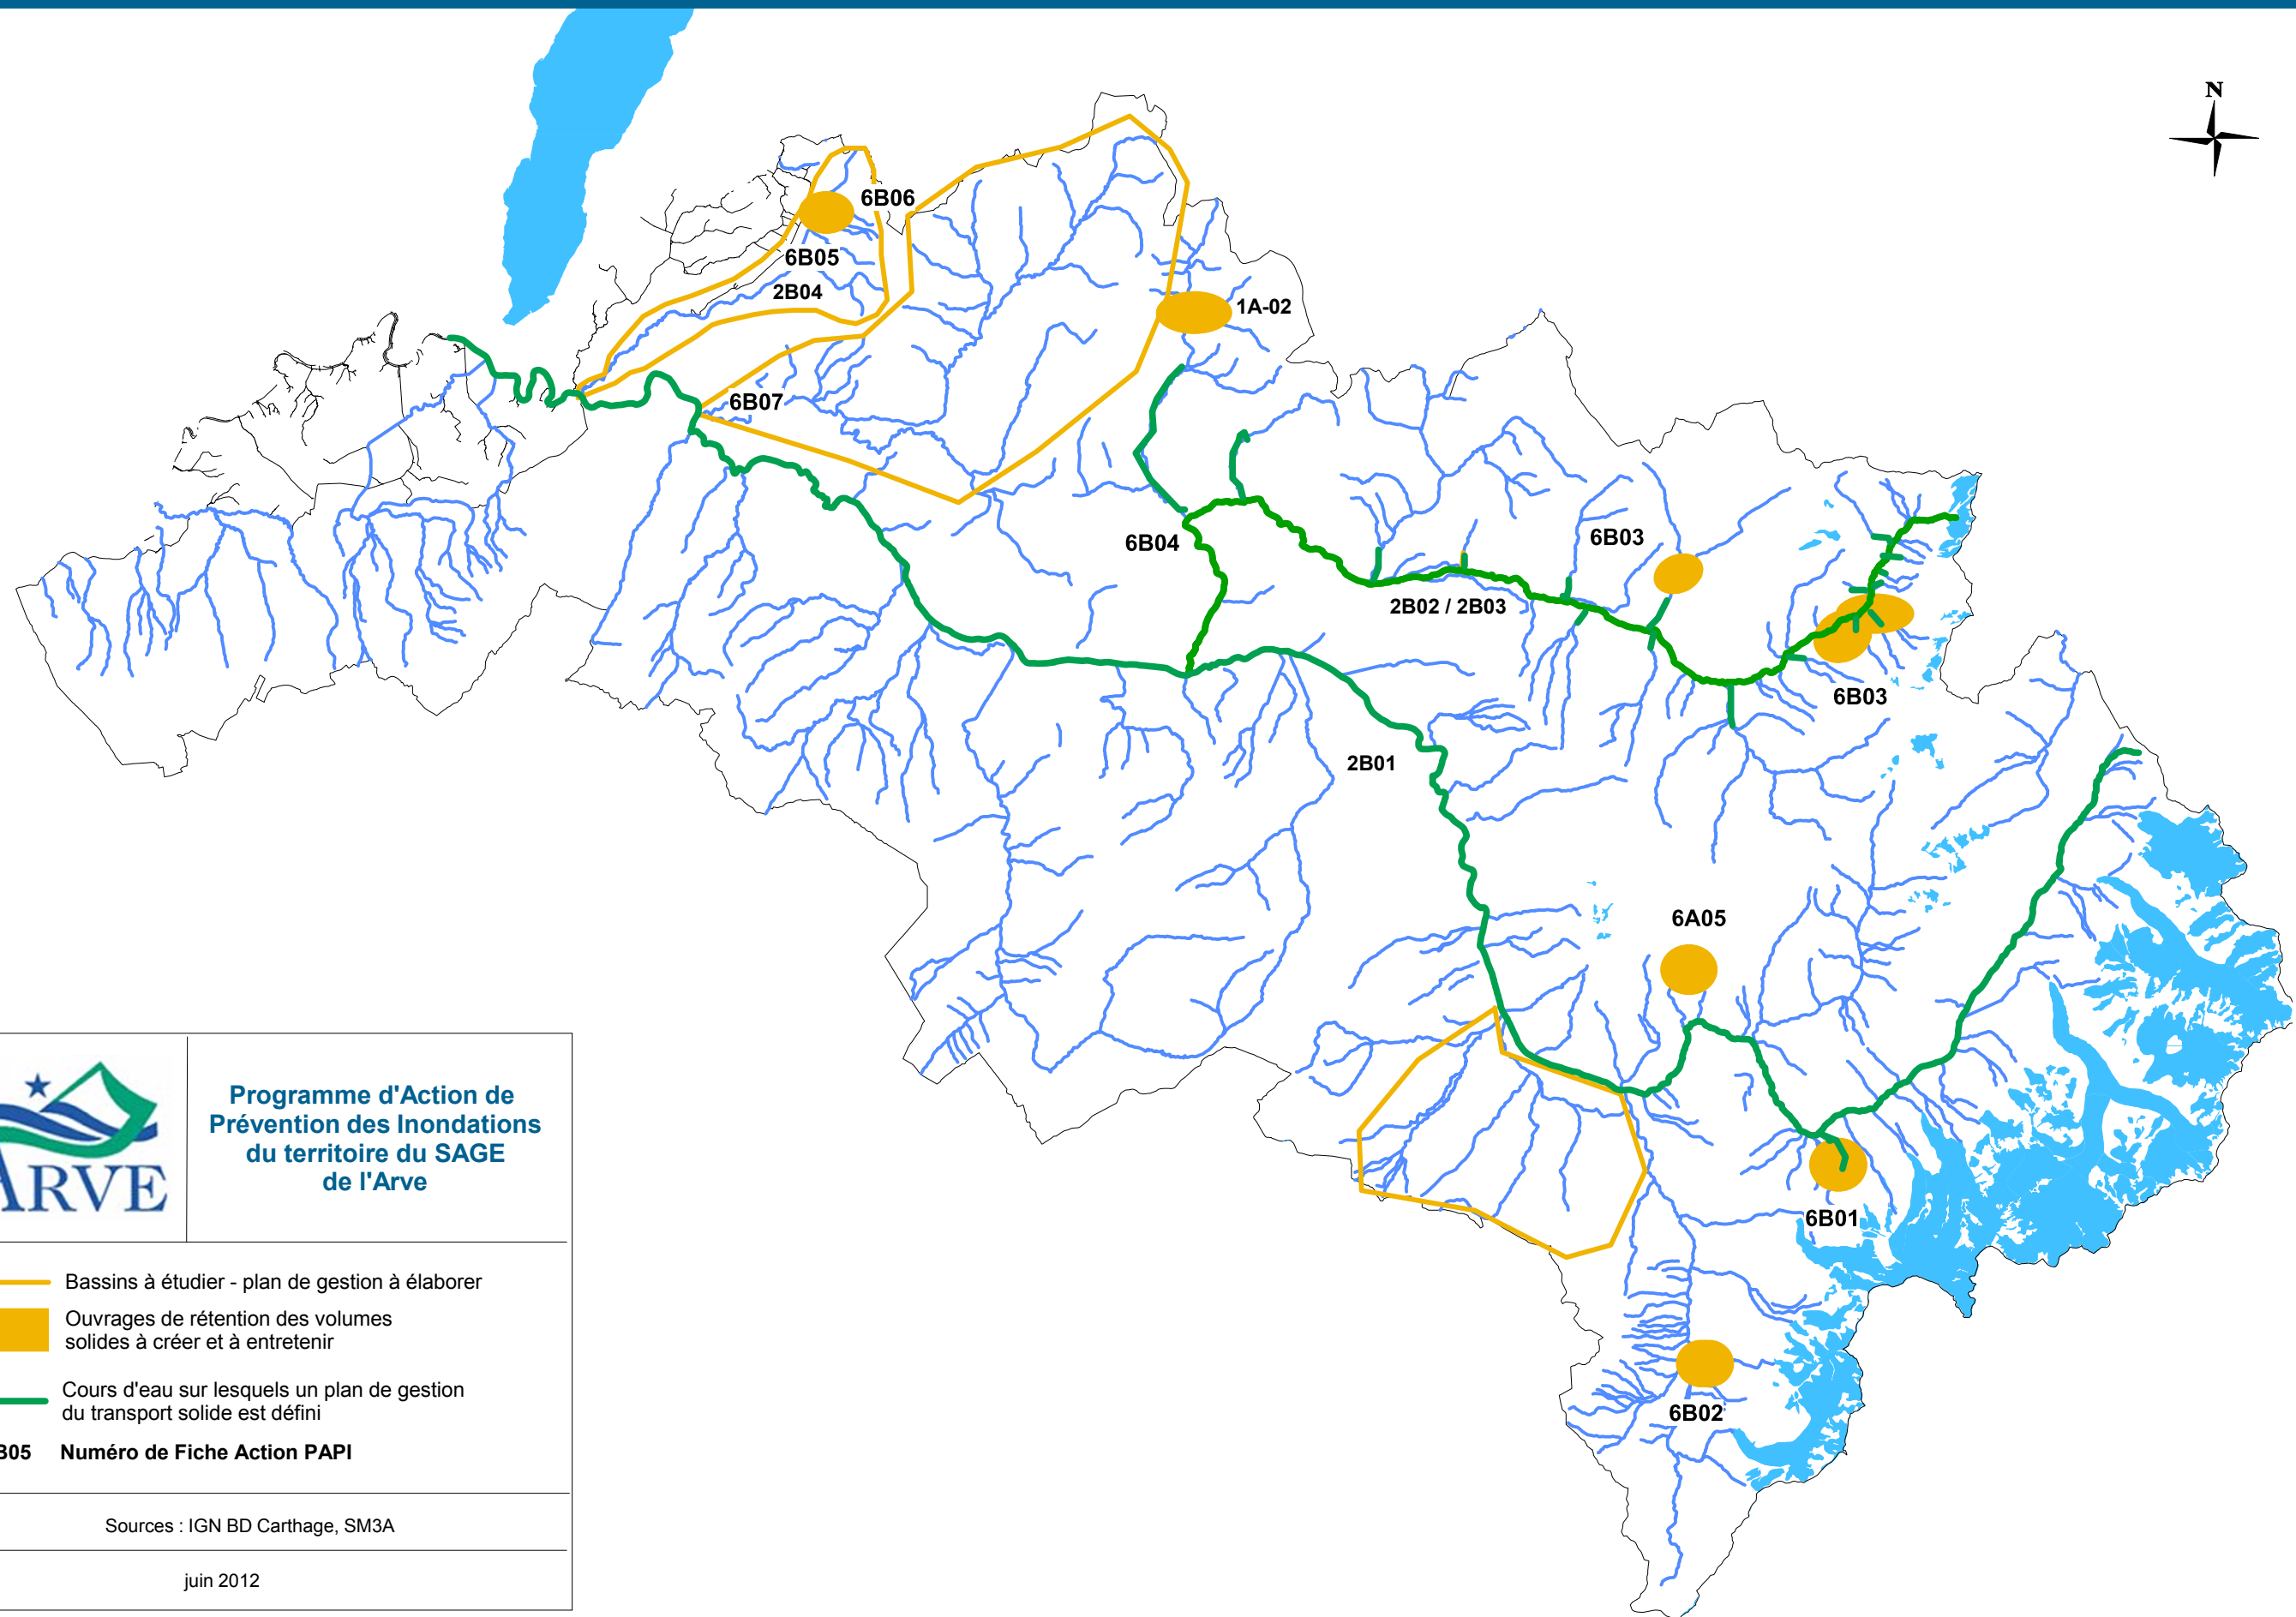 N
6B06
6B05
2B04
1A-02
6B07
6B04
6B03
2B02 / 2B03
6B03
2B01
6A05
6B01
6B02
ARVE
Programme d'Action de
Prévention des Inondations
du territoire du SAGE
de l'Arve
Bassins à étudier - plan de gestion à élaborer
Ouvrages de rétention des volumes
solides à créer et à entretenir
Cours d'eau sur lesquels un plan de gestion
du transport solide est défini
B05 Numéro de Fiche Action PAPI
Sources : IGN BD Carthage, SM3A
juin 2012